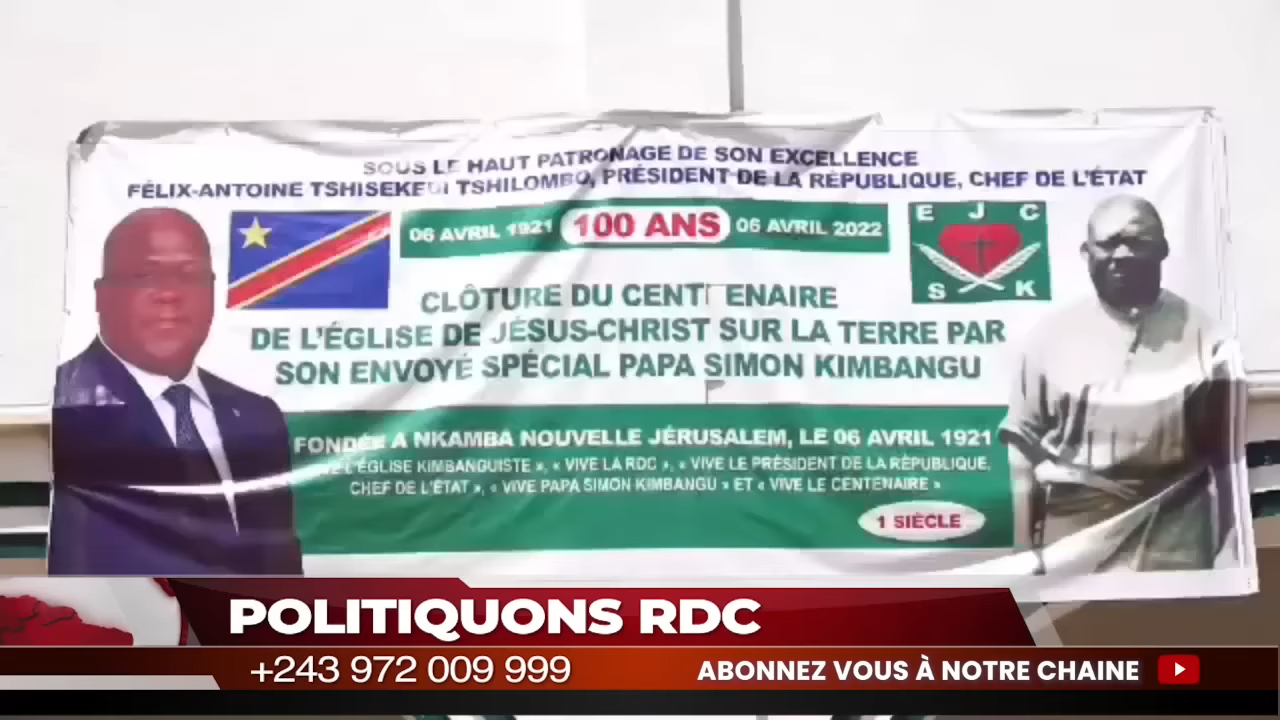 SOUS LE HAUT PATRONAGE DE SON EXCELLENCE
FÉLIX-ANTOINE TSHISEKEDI TSHILOMBO, PRÉSIDENT DE LA RÉPUBLIQUE, CHEF DE L'ÉTAT
06 AVRIL 1921 100 ANS 06 AVRIL 2022
E J C
S K
CLÔTURE DU CENTENAIRE
DE L'ÉGLISE DE JÉSUS-CHRIST SUR LA TERRE PAR
SON ENVOYÉ SPÉCIAL PAPA SIMON KIMBANGU
FONDÉE A NKAMBA NOUVELLE JÉRUSALEM, LE 06 AVRIL 1921
L'ÉGLISE KIMBANGUISTE », « VIVE LA RDC », « VIVE LE PRÉSIDENT DE LA RÉPUBLIQUE,
CHEF DE L'ÉTAT », « VIVE PAPA SIMON KIMBANGU » ET « VIVE LE CENTENAIRE »
1 SIÈCLE
POLITIQUONS RDC
+243 972 009 999
ABONNEZ VOUS À NOTRE CHAINE